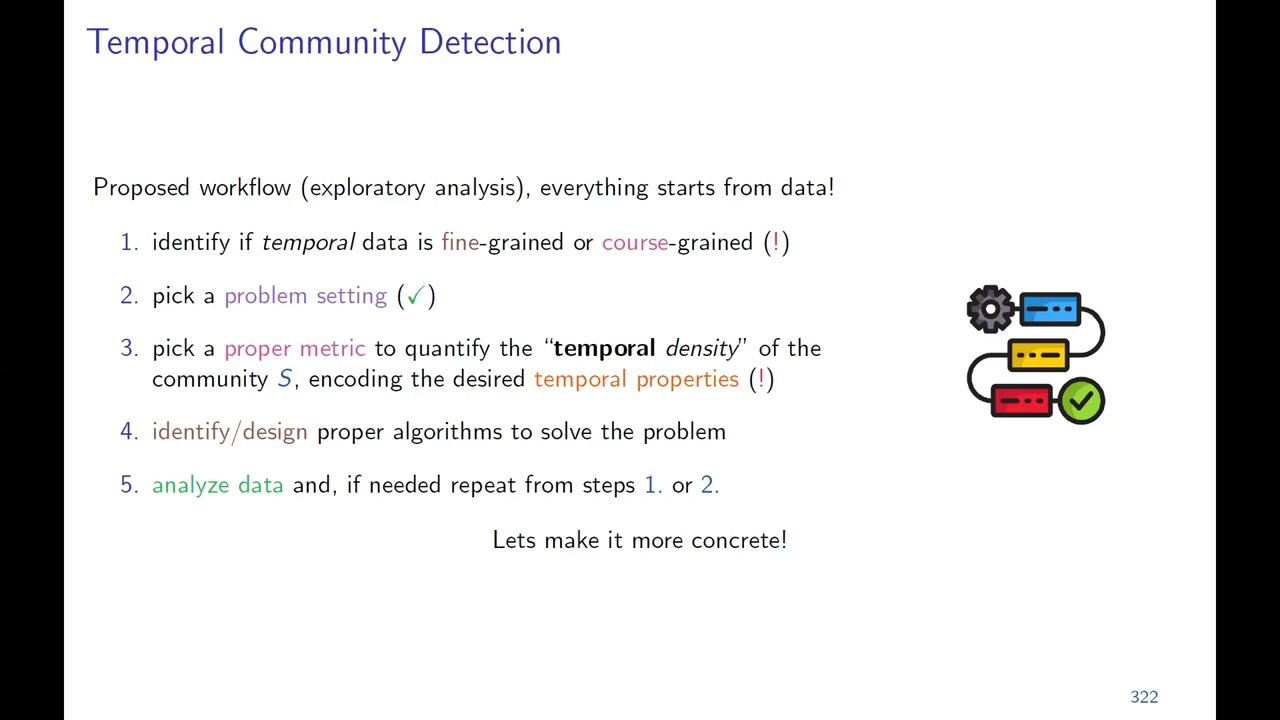 Temporal Community Detection
Proposed workflow (exploratory analysis), everything starts from data!
1. identify if temporal data is fine-grained or course-grained (!)
2. pick a problem setting (✓)
3. pick a proper metric to quantify the “temporal density” of the
community S, encoding the desired temporal properties (!)
4. identify/design proper algorithms to solve the problem
5. analyze data and, if needed repeat from steps 1. or 2.
Lets make it more concrete!
322